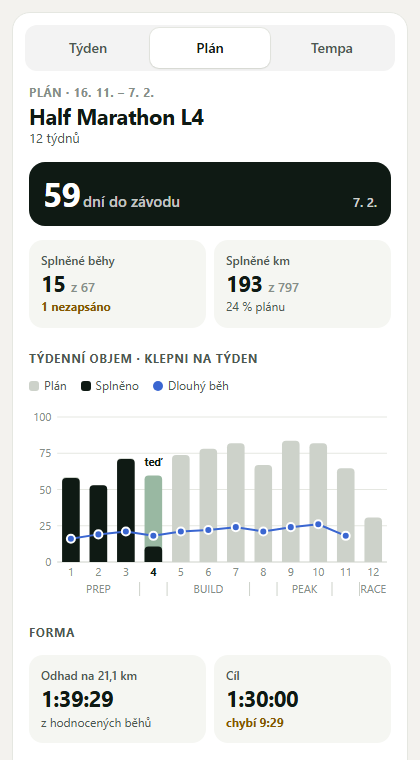 Týden Plán Tempa
PLÁN · 16. 11. – 7. 2.
Half Marathon L4
12 týdnů
59 dní do závodu 7. 2.
Splněné běhy Splněné km
15 z 67 193 z 797
1 nezapsáno 24 % plánu
TÝDENNÍ OBJEM · KLEPNI NA TÝDEN
Plán Splněno Dlouhý běh
100
75
teď
50
25
0
1 2 3 4 5 6 7 8 9 10 11 12
PREP BUILD PEAK RACE
FORMA
Odhad na 21,1 km Cíl
1:39:29 1:30:00
z hodnocených běhů chybí 9:29